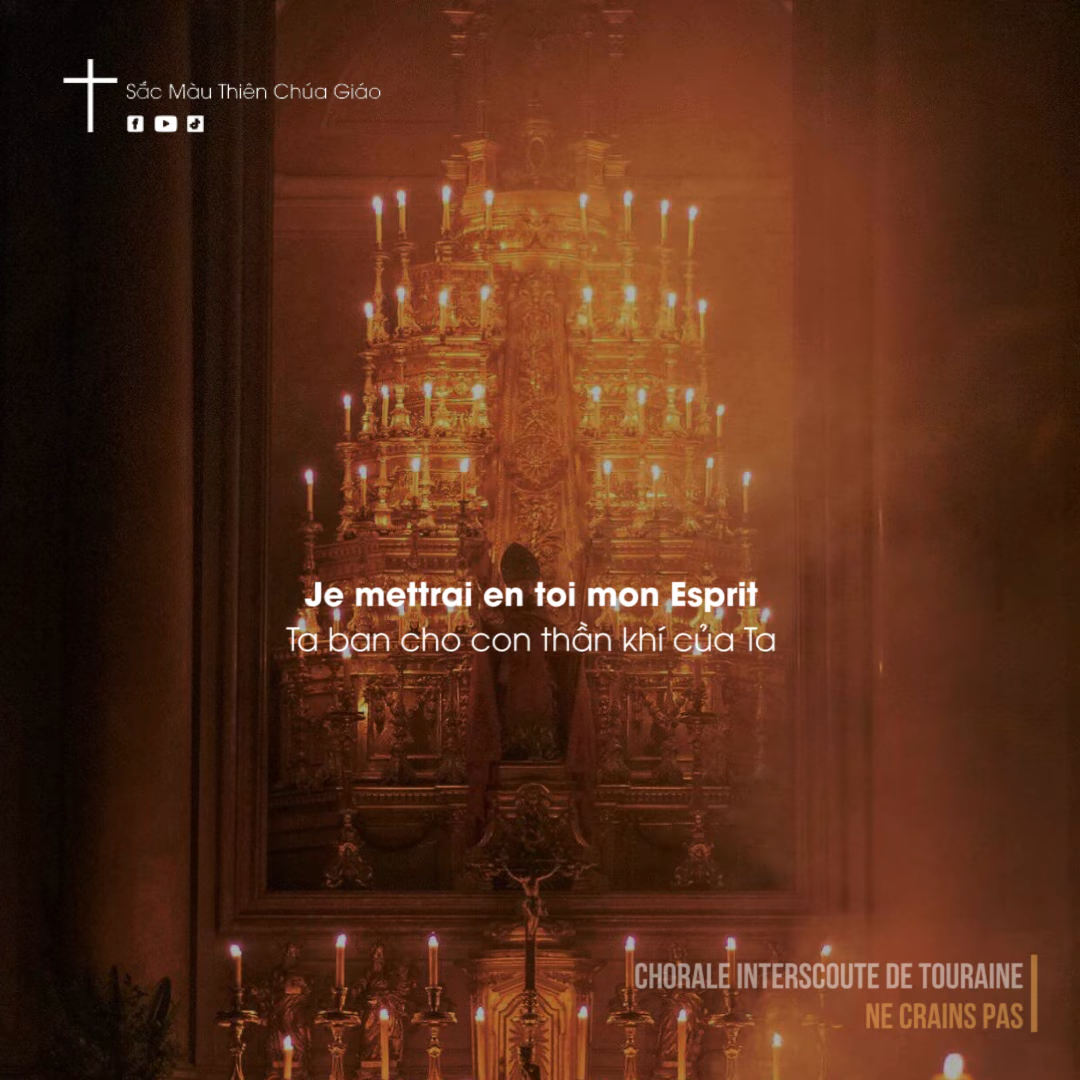 Sắc Màu Thiên Chúa Giáo
Je mettrai en toi mon Esprit
Ta ban cho con thần khí của Ta
CHORALE INTERSCOUTE DE TOURAINE
NE CRAINS PAS